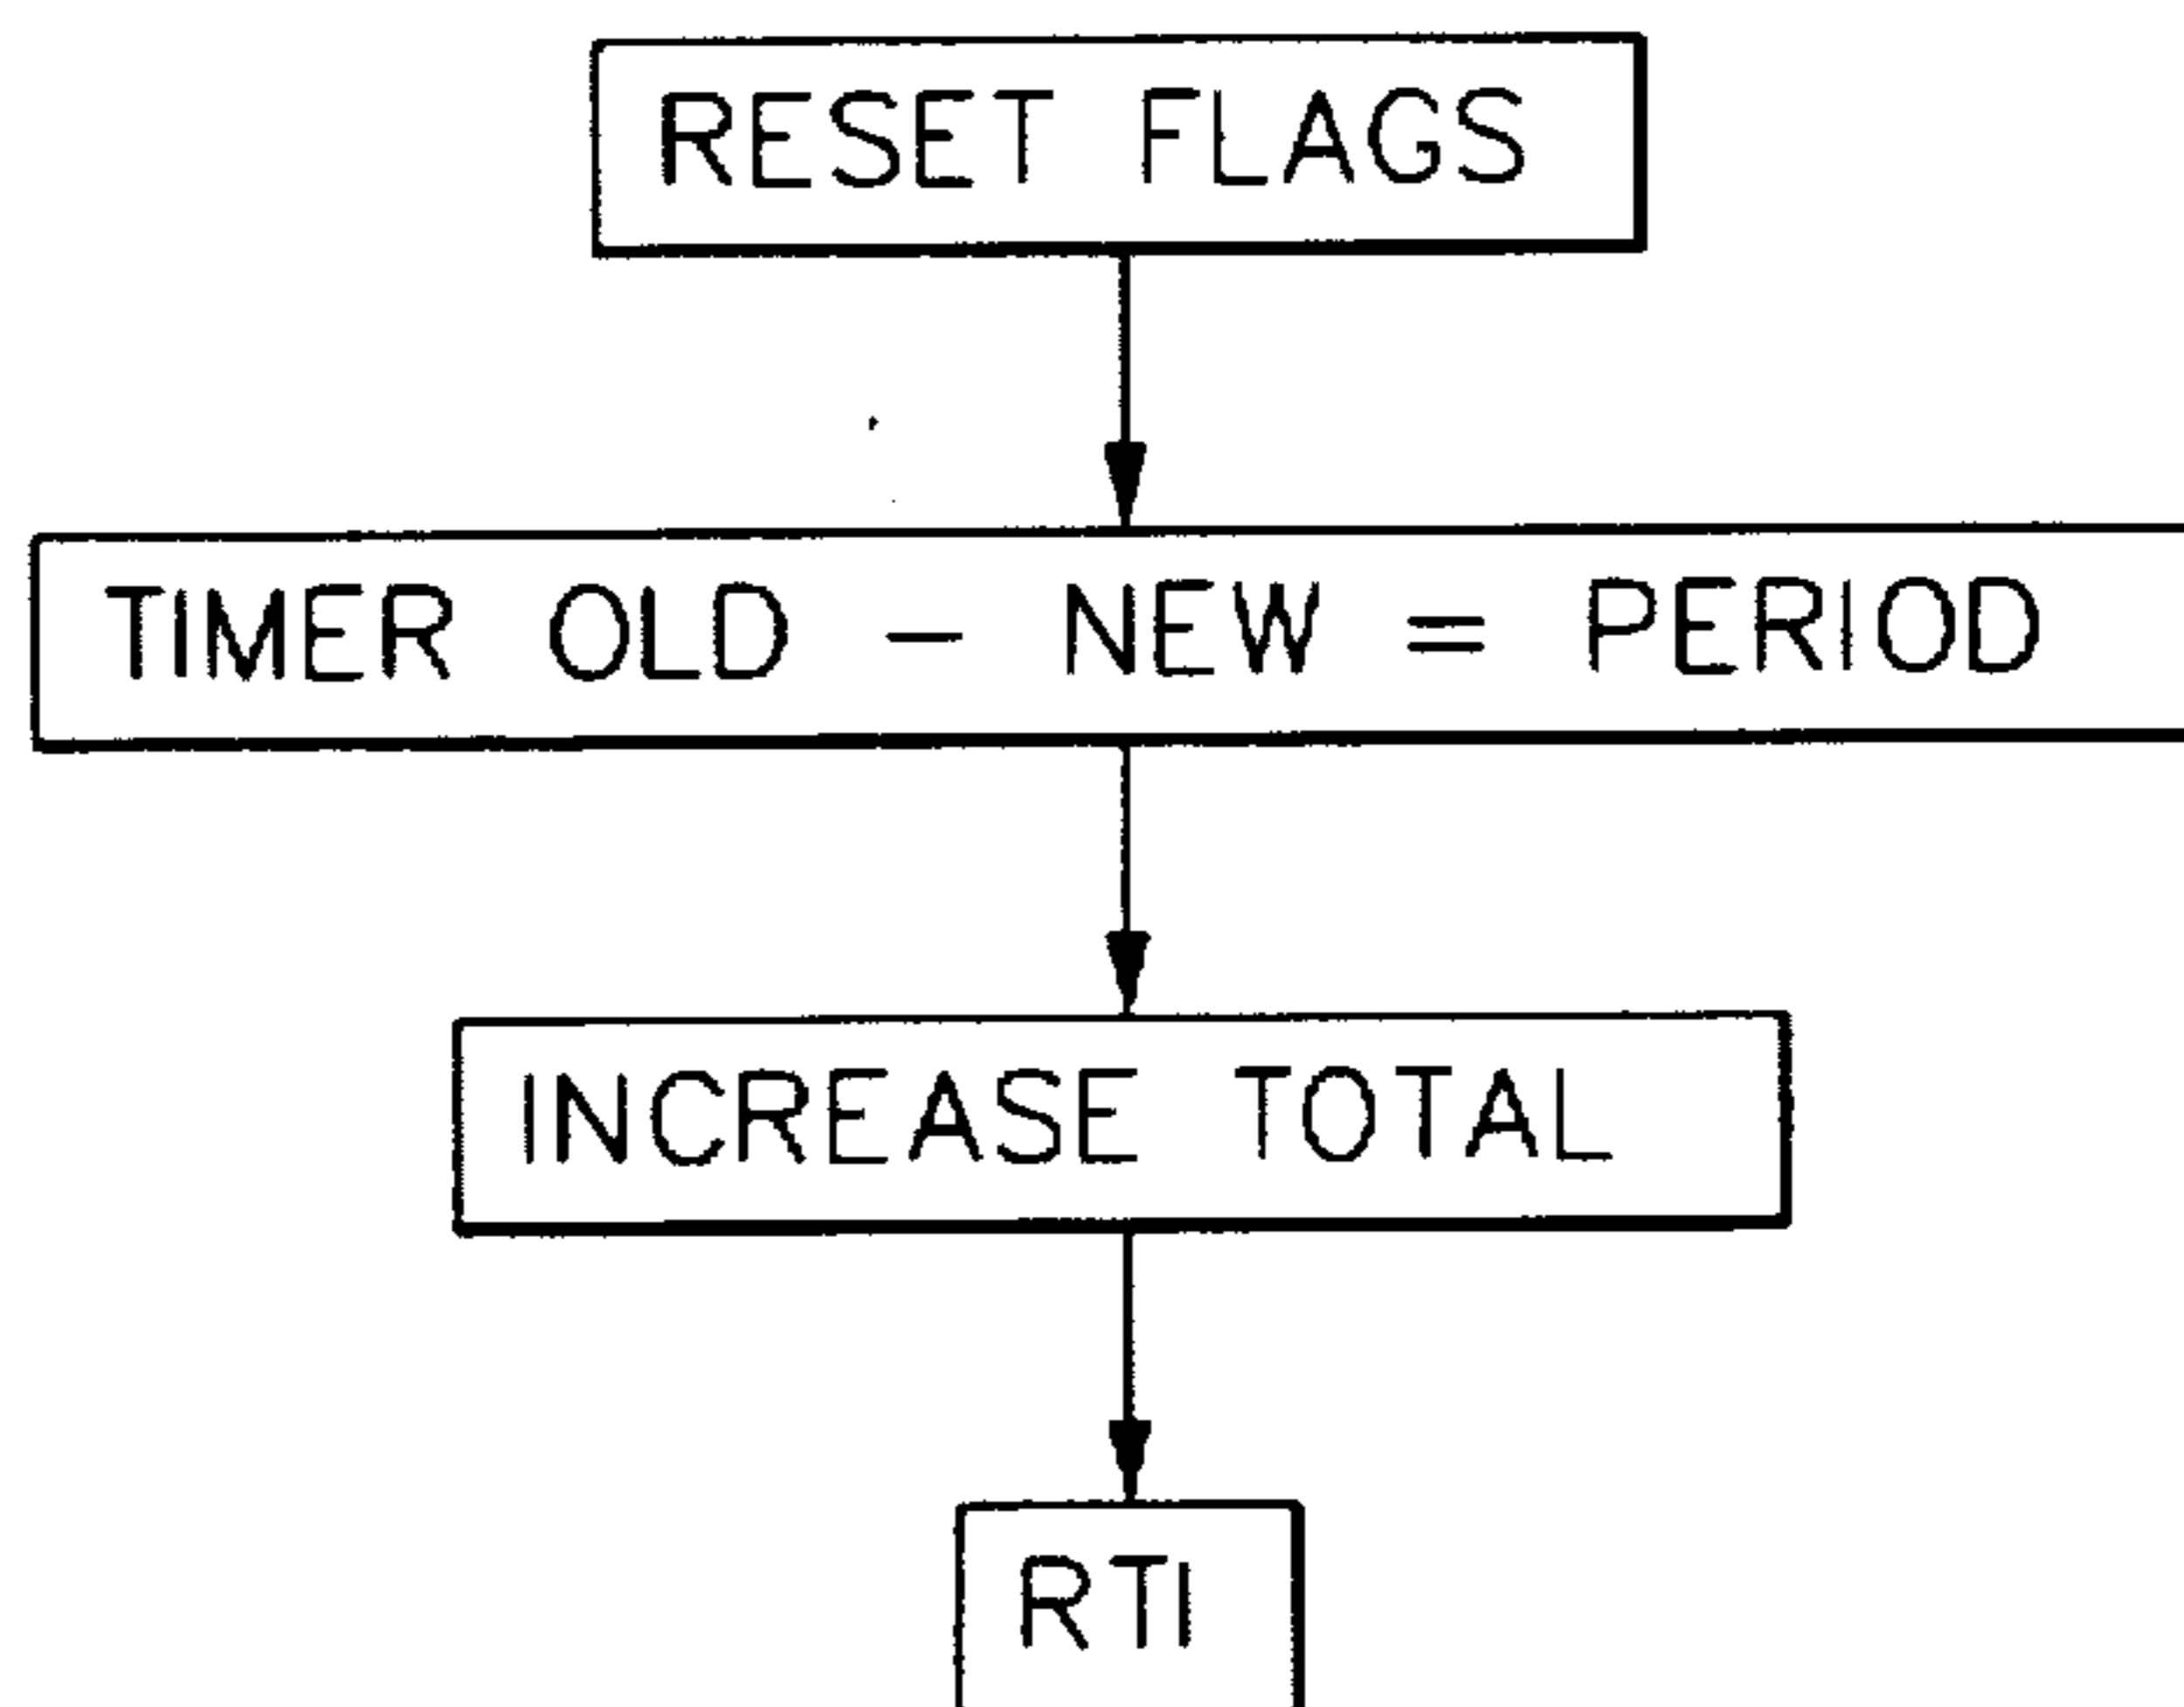 RESET FLAGS
TIMER OLD - NEW = PERIOD
INCREASE TOTAL
RTI